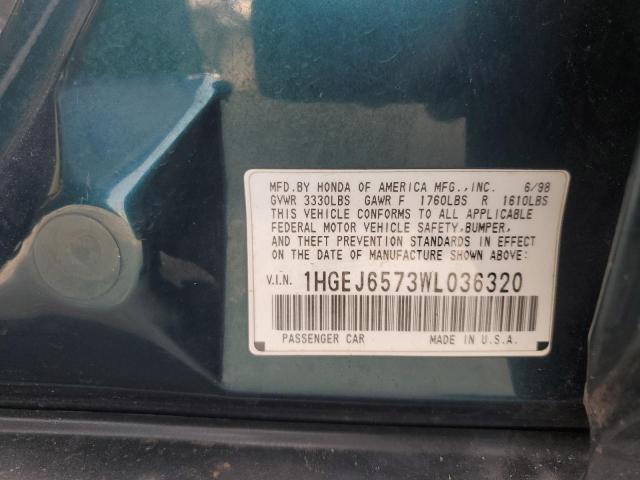 MFD.BY HONDA OF AMERICA MFG.,INC. 6/98
GVWR 3330LBS GAWR F 1760LBS R 1610LBS
THIS VEHICLE CONFORMS TO ALL APPLICABLE
FEDERAL MOTOR VEHICLE SAFETY,BUMPER,
AND THEFT PREVENTION STANDARDS IN EFFECT
ON THE DATE OF MANUFACTURE SHOWN ABOVE:
V.I.N. 1HGEJ6573WL036320
PASSENGER CAR MADE IN U.S.A.